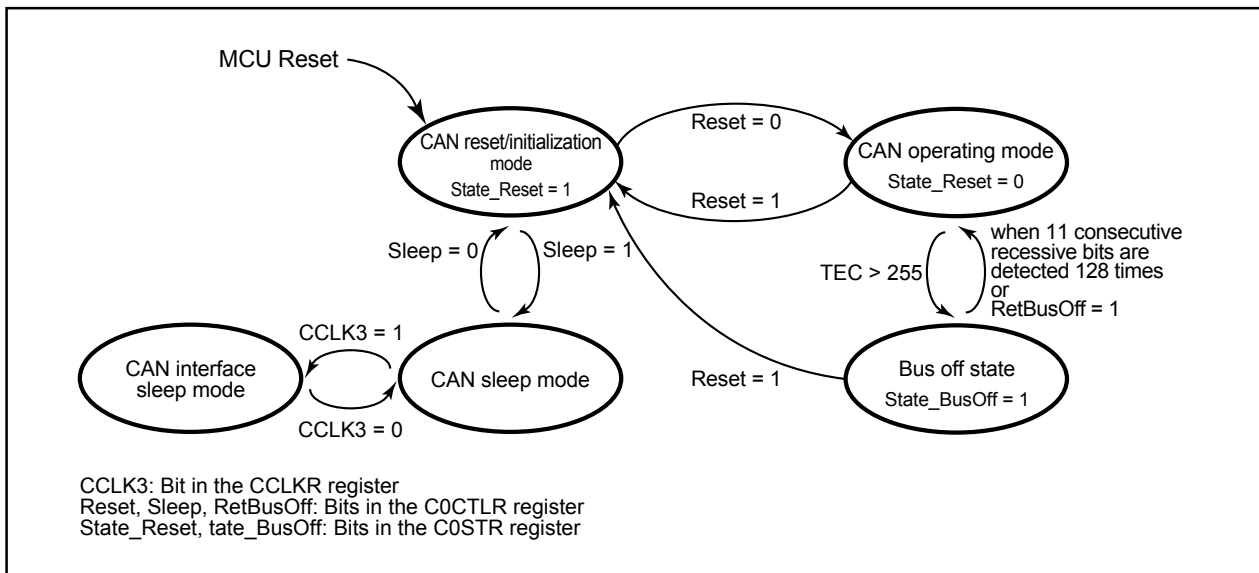 MCU Reset
CAN reset/initialization
mode
State_Reset = 1
Reset = 0
CAN operating mode
State_Reset = 0
Reset = 1
Sleep = 0
Sleep = 1
TEC > 255
when 11 consecutive
recessive bits are
detected 128 times
or
RetBusOff = 1
CCLK3 = 1
CAN interface
sleep mode
CAN sleep mode
CCLK3 = 0
Reset = 1
Bus off state
State_BusOff = 1
CCLK3: Bit in the CCLKR register
Reset, Sleep, RetBusOff: Bits in the C0CTLR register
State_Reset, tate_BusOff: Bits in the C0STR register